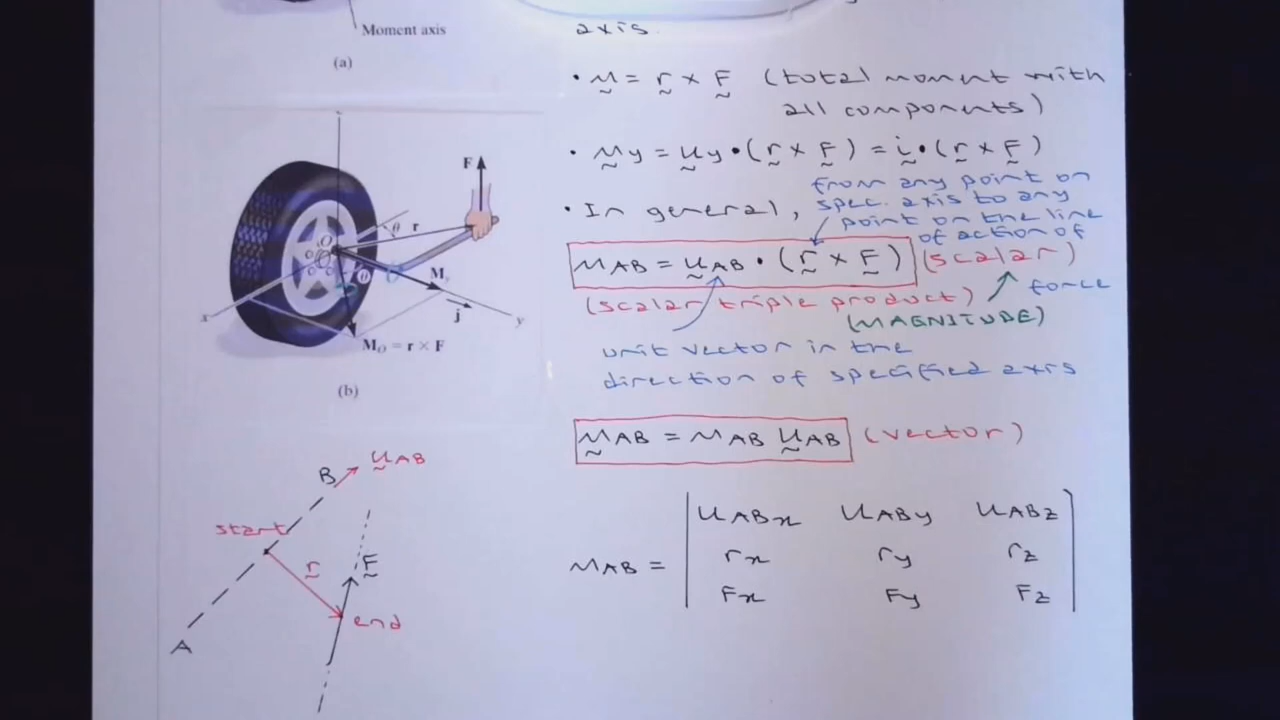 Moment axis
(a)
axis.
• M = r × F (total moment with
all components)
• My = uy • (r × F) = i • (r × F)
from any point on
spec. axis to any
point on the line
of action of
force
• In general,
MAB = uAB • (r × F) (scalar)
(scalar triple product)
(MAGNITUDE)
unit vector in the
direction of specified axis
MAB = MAB uAB (vector)
MAB = | uABx uABy uABz |
rx ry rz
Fx Fy Fz
F
r
θ
O
My
j
x
y
MO = r × F
(b)
B
uAB
start
r
F
end
A